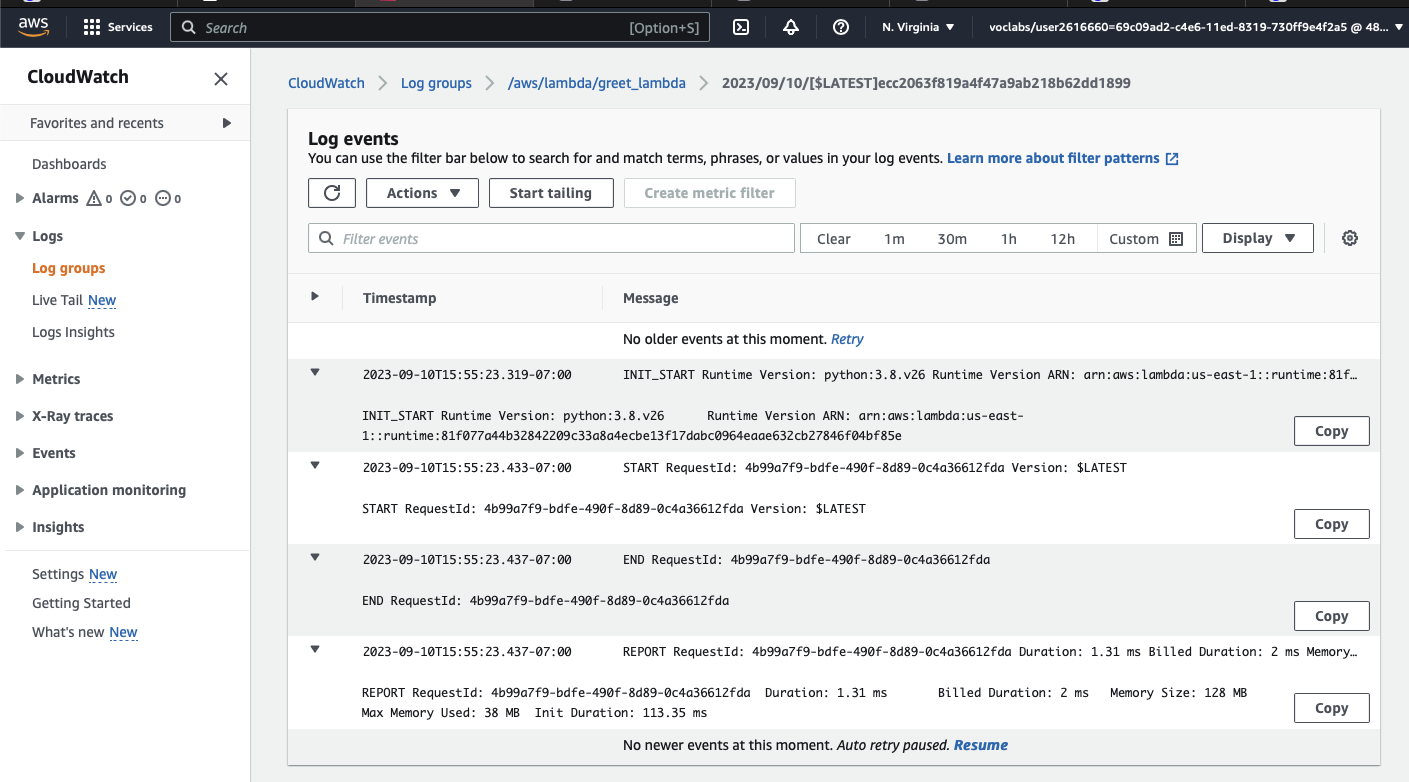 aws
Services
Search
[Option+S]
N. Virginia
voclabs/user2616660=69c09ad2-c4e6-11ed-8319-730ff9e4f2a5 @ 48...
CloudWatch
Favorites and recents
Dashboards
Alarms 0 0 0
Logs
Log groups
Live Tail New
Logs Insights
Metrics
X-Ray traces
Events
Application monitoring
Insights
Settings New
Getting Started
What's new New
CloudWatch
Log groups
/aws/lambda/greet_lambda
2023/09/10/[$LATEST]ecc2063f819a4f47a9ab218b62dd1899
Log events
You can use the filter bar below to search for and match terms, phrases, or values in your log events. Learn more about filter patterns
Actions
Start tailing
Create metric filter
Filter events
Clear 1m 30m 1h 12h Custom
Display
Timestamp Message
No older events at this moment. Retry
2023-09-10T15:55:23.319-07:00 INIT_START Runtime Version: python:3.8.v26 Runtime Version ARN: arn:aws:lambda:us-east-1::runtime:81f…
INIT_START Runtime Version: python:3.8.v26 Runtime Version ARN: arn:aws:lambda:us-east-
1::runtime:81f077a44b32842209c33a8a4ecbe13f17dabc0964eaae632cb27846f04bf85e
Copy
2023-09-10T15:55:23.433-07:00 START RequestId: 4b99a7f9-bdfe-490f-8d89-0c4a36612fda Version: $LATEST
START RequestId: 4b99a7f9-bdfe-490f-8d89-0c4a36612fda Version: $LATEST
Copy
2023-09-10T15:55:23.437-07:00 END RequestId: 4b99a7f9-bdfe-490f-8d89-0c4a36612fda
END RequestId: 4b99a7f9-bdfe-490f-8d89-0c4a36612fda
Copy
2023-09-10T15:55:23.437-07:00 REPORT RequestId: 4b99a7f9-bdfe-490f-8d89-0c4a36612fda Duration: 1.31 ms Billed Duration: 2 ms Memory…
REPORT RequestId: 4b99a7f9-bdfe-490f-8d89-0c4a36612fda Duration: 1.31 ms Billed Duration: 2 ms Memory Size: 128 MB
Max Memory Used: 38 MB Init Duration: 113.35 ms
Copy
No newer events at this moment. Auto retry paused. Resume